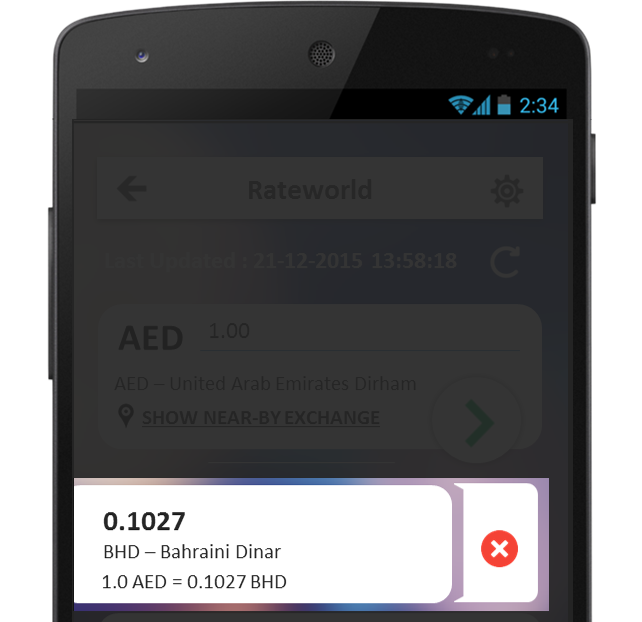 2:34
Rateworld
Last Updated : 21-12-2015 13:58:18
AED 1.00
AED – United Arab Emirates Dirham
SHOW NEAR-BY EXCHANGE
0.1027
BHD – Bahraini Dinar
1.0 AED = 0.1027 BHD